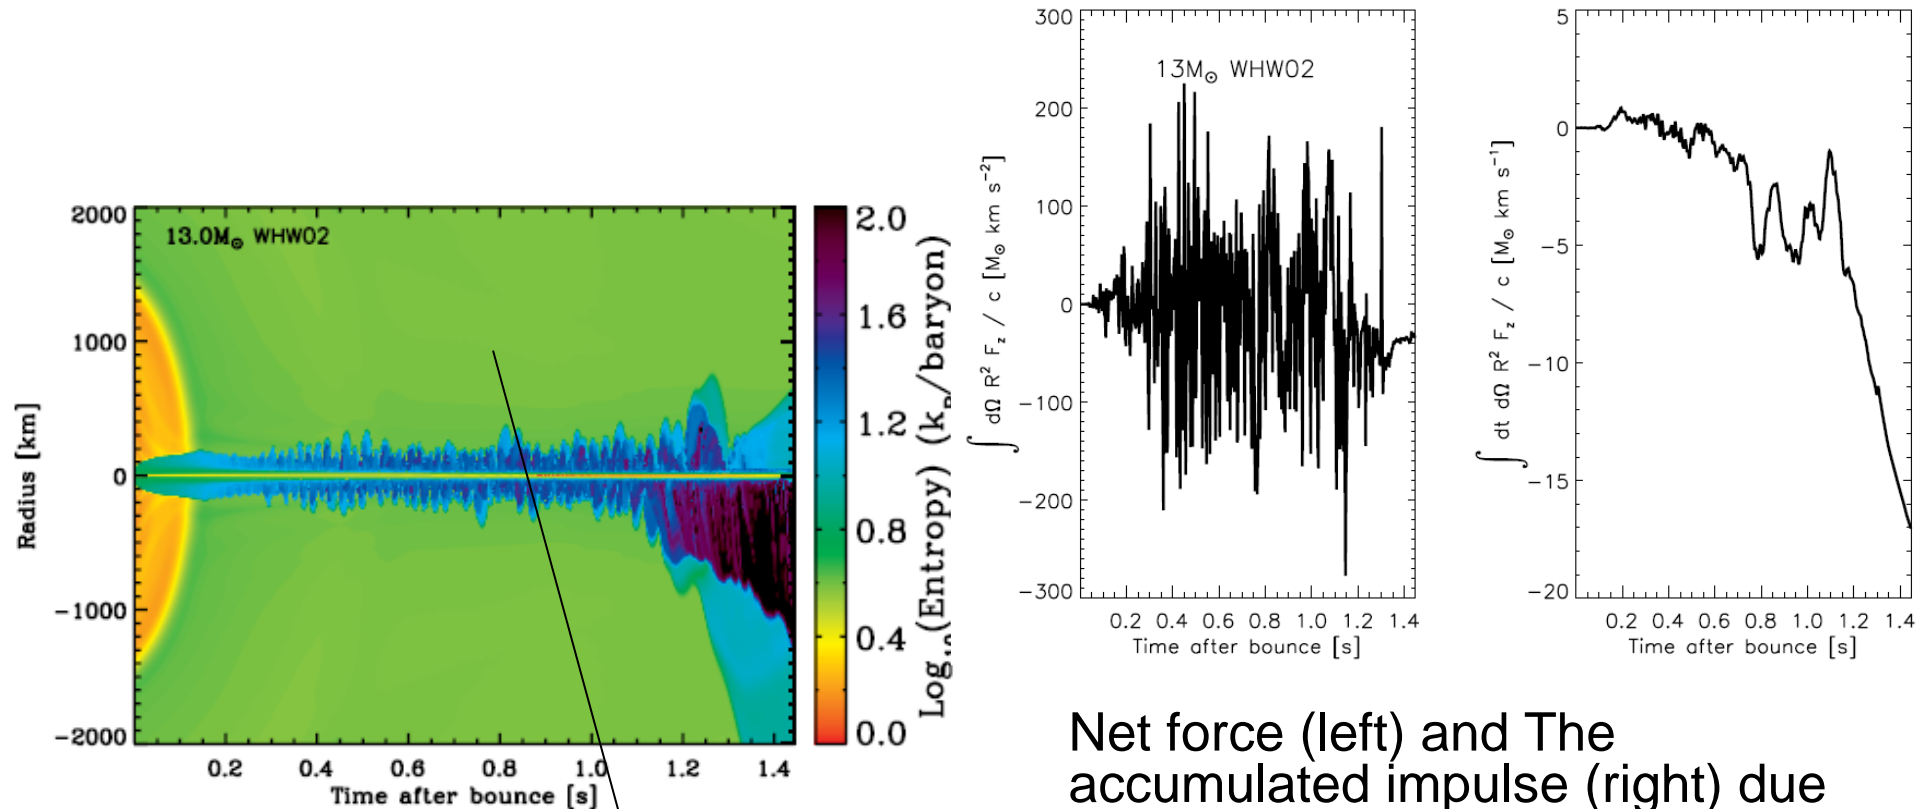 13.0M☉ WHW02
2000
1000
0
-1000
-2000
Radius [km]
0.2 0.4 0.6 0.8 1.0 1.2 1.4
Time after bounce [s]
2.0
1.6
1.2
0.8
0.4
0.0
(Entropy) (k /baryon)
13M☉ WHW02
300
200
100
0
-100
-200
-300
∫ dΩ R² F_z / c [M☉ km s⁻²]
0.2 0.4 0.6 0.8 1.0 1.2 1.4
Time after bounce [s]
5
0
-5
-10
-15
-20
∫ dt dΩ R² F_z / c [M☉ km s⁻¹]
0.2 0.4 0.6 0.8 1.0 1.2 1.4
Time after bounce [s]
Net force (left) and The
accumulated impulse (right) due